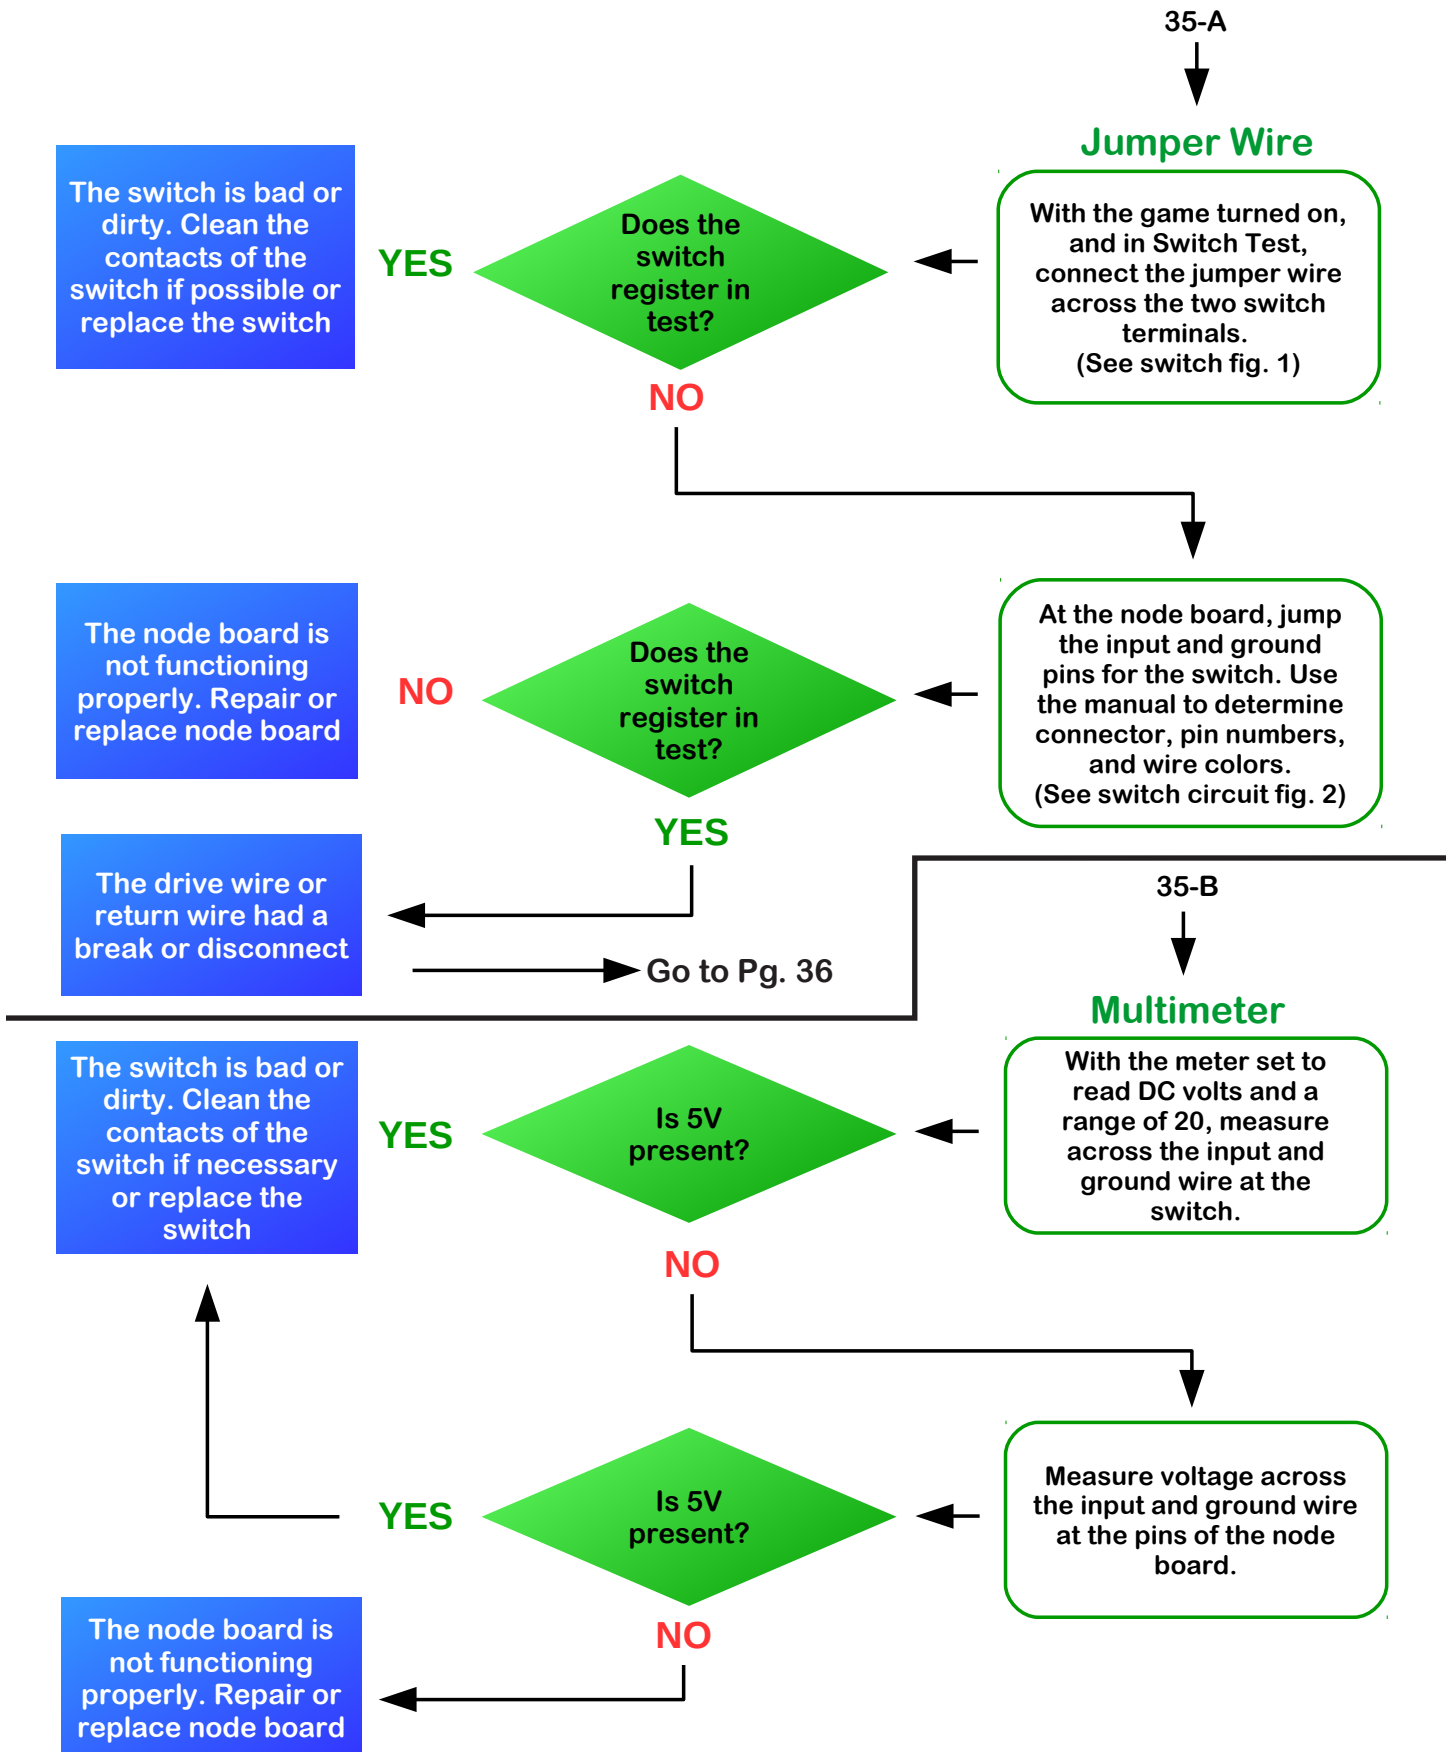 35-A
Jumper Wire
With the game turned on,
and in Switch Test,
connect the jumper wire
across the two switch
terminals.
(See switch fig. 1)
Does the
switch
register in
test?
YES
The switch is bad or
dirty. Clean the
contacts of the
switch if possible or
replace the switch
NO
At the node board, jump
the input and ground
pins for the switch. Use
the manual to determine
connector, pin numbers,
and wire colors.
(See switch circuit fig. 2)
Does the
switch
register in
test?
NO
The node board is
not functioning
properly. Repair or
replace node board
YES
The drive wire or
return wire had a
break or disconnect
Go to Pg. 36
35-B
Multimeter
With the meter set to
read DC volts and a
range of 20, measure
across the input and
ground wire at the
switch.
Is 5V
present?
YES
The switch is bad or
dirty. Clean the
contacts of the
switch if necessary
or replace the
switch
NO
Measure voltage across
the input and ground wire
at the pins of the node
board.
Is 5V
present?
YES
NO
The node board is
not functioning
properly. Repair or
replace node board